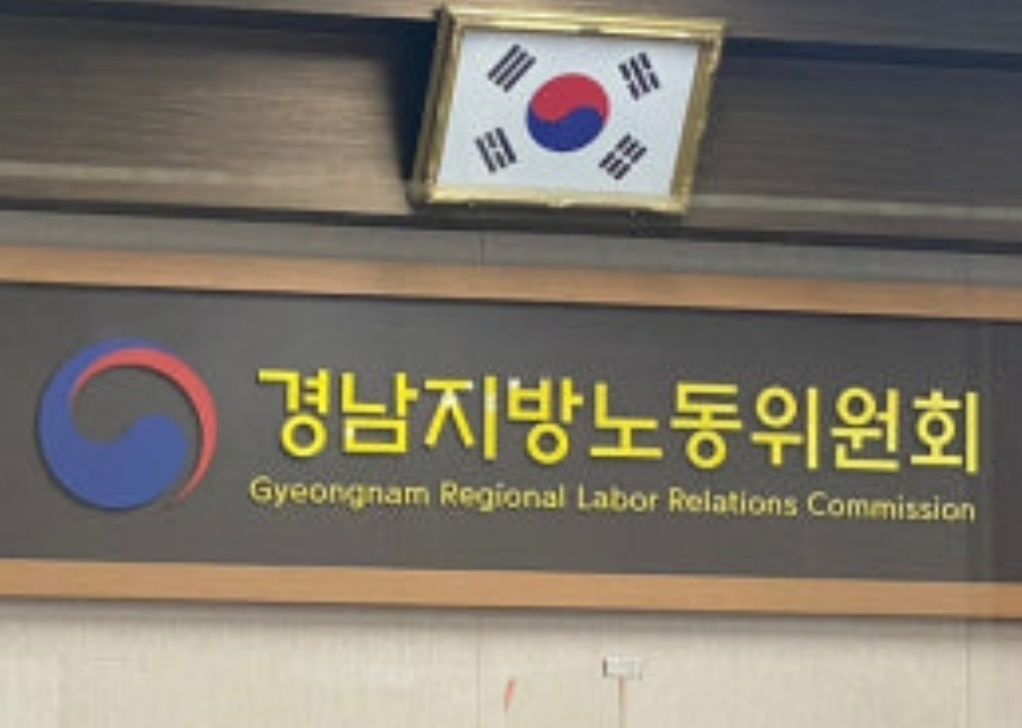 경남지방노동위원회
Gyeongnam Regional Labor Relations Commission